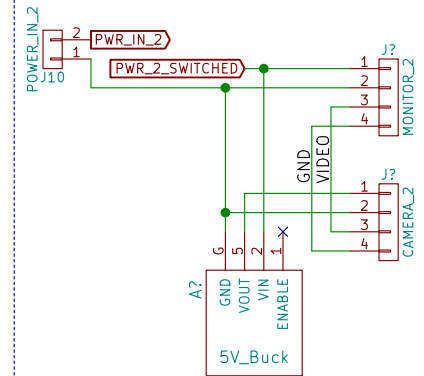 POWER_IN_2
2
PWR_IN_2
1
J10
PWR_2_SWITCHED
J?
1
2
3
4
MONITOR_2
GND
VIDEO
J?
1
2
3
4
CAMERA_2
G
5
2
1
A?
GND
VOUT
VIN
ENABLE
5V_Buck